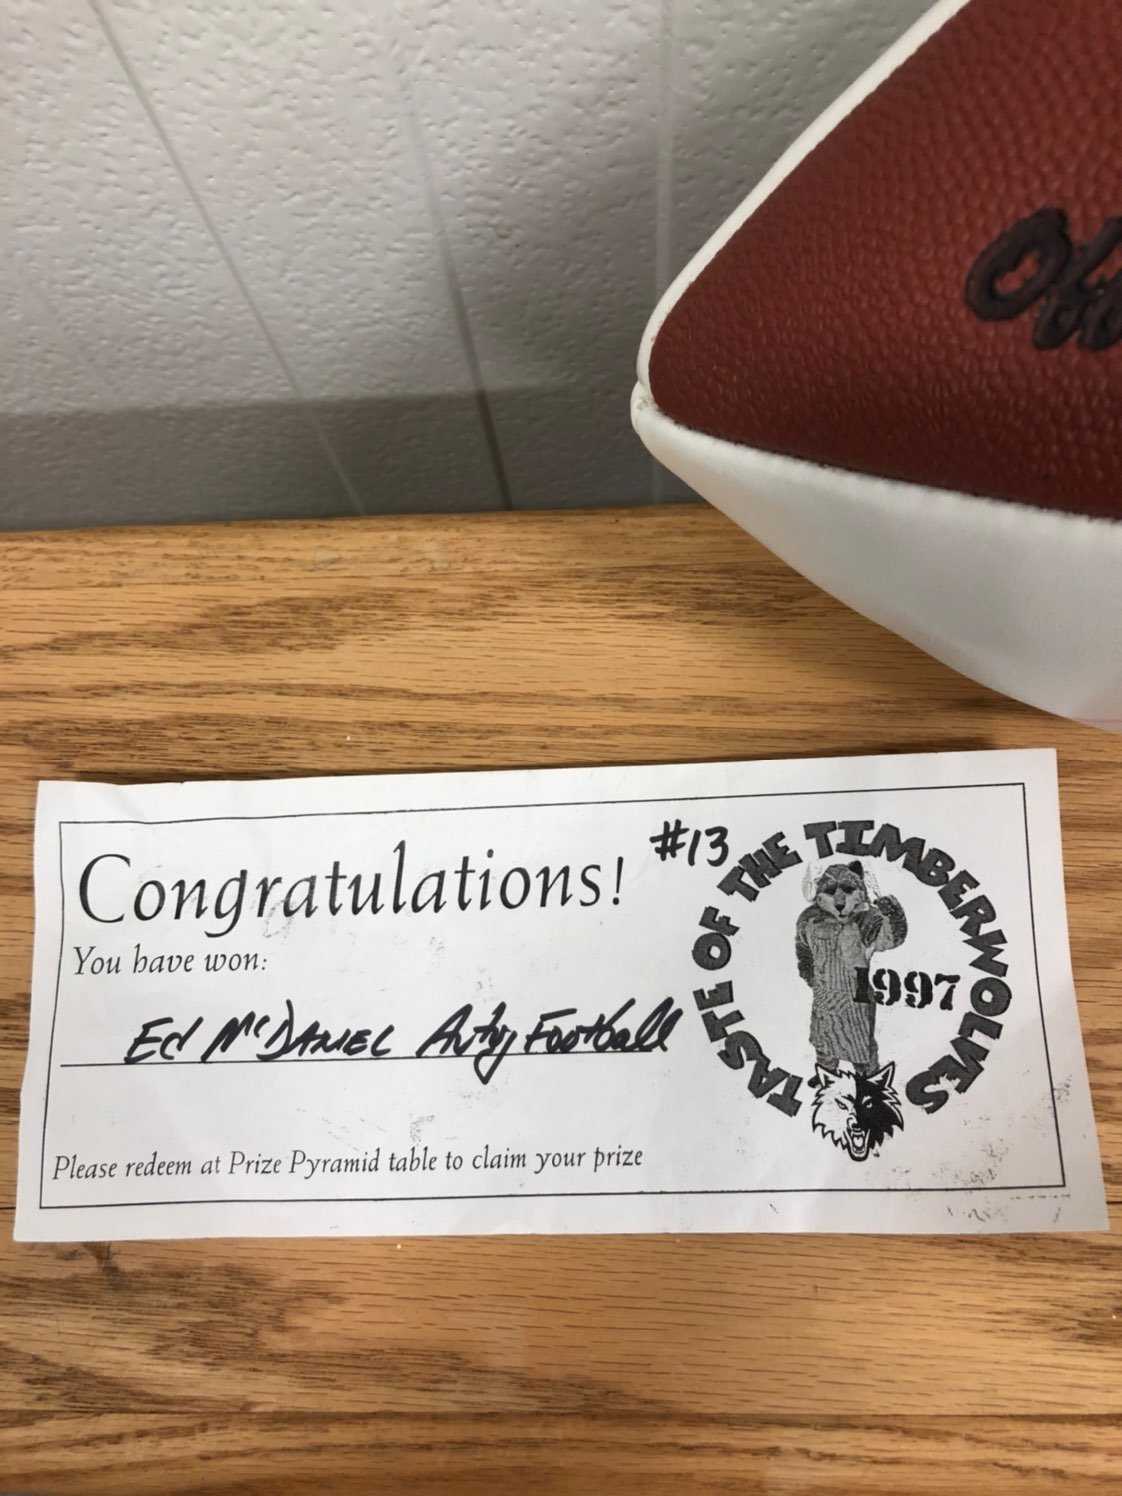 Congratulations!
#13
You have won:
Ed McDaniel Autog Football
Please redeem at Prize Pyramid table to claim your prize
TASTE OF THE TIMBERWOLVES
1997